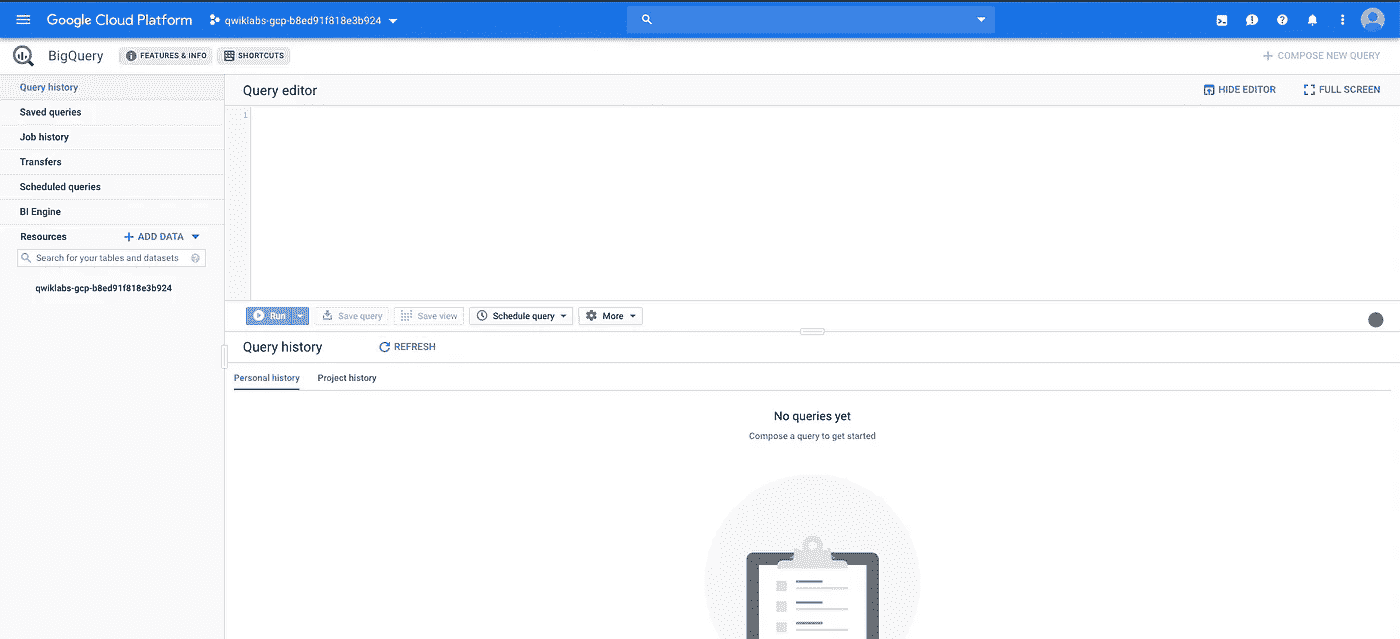 Google Cloud Platform qwiklabs-gcp-b8ed91f818e3b924
BigQuery FEATURES & INFO SHORTCUTS COMPOSE NEW QUERY
Query history
Saved queries
Job history
Transfers
Scheduled queries
BI Engine
Resources ADD DATA
Search for your tables and datasets
qwiklabs-gcp-b8ed91f818e3b924
Query editor HIDE EDITOR FULL SCREEN
1
Run Save query Save view Schedule query More
Query history REFRESH
Personal history Project history
No queries yet
Compose a query to get started